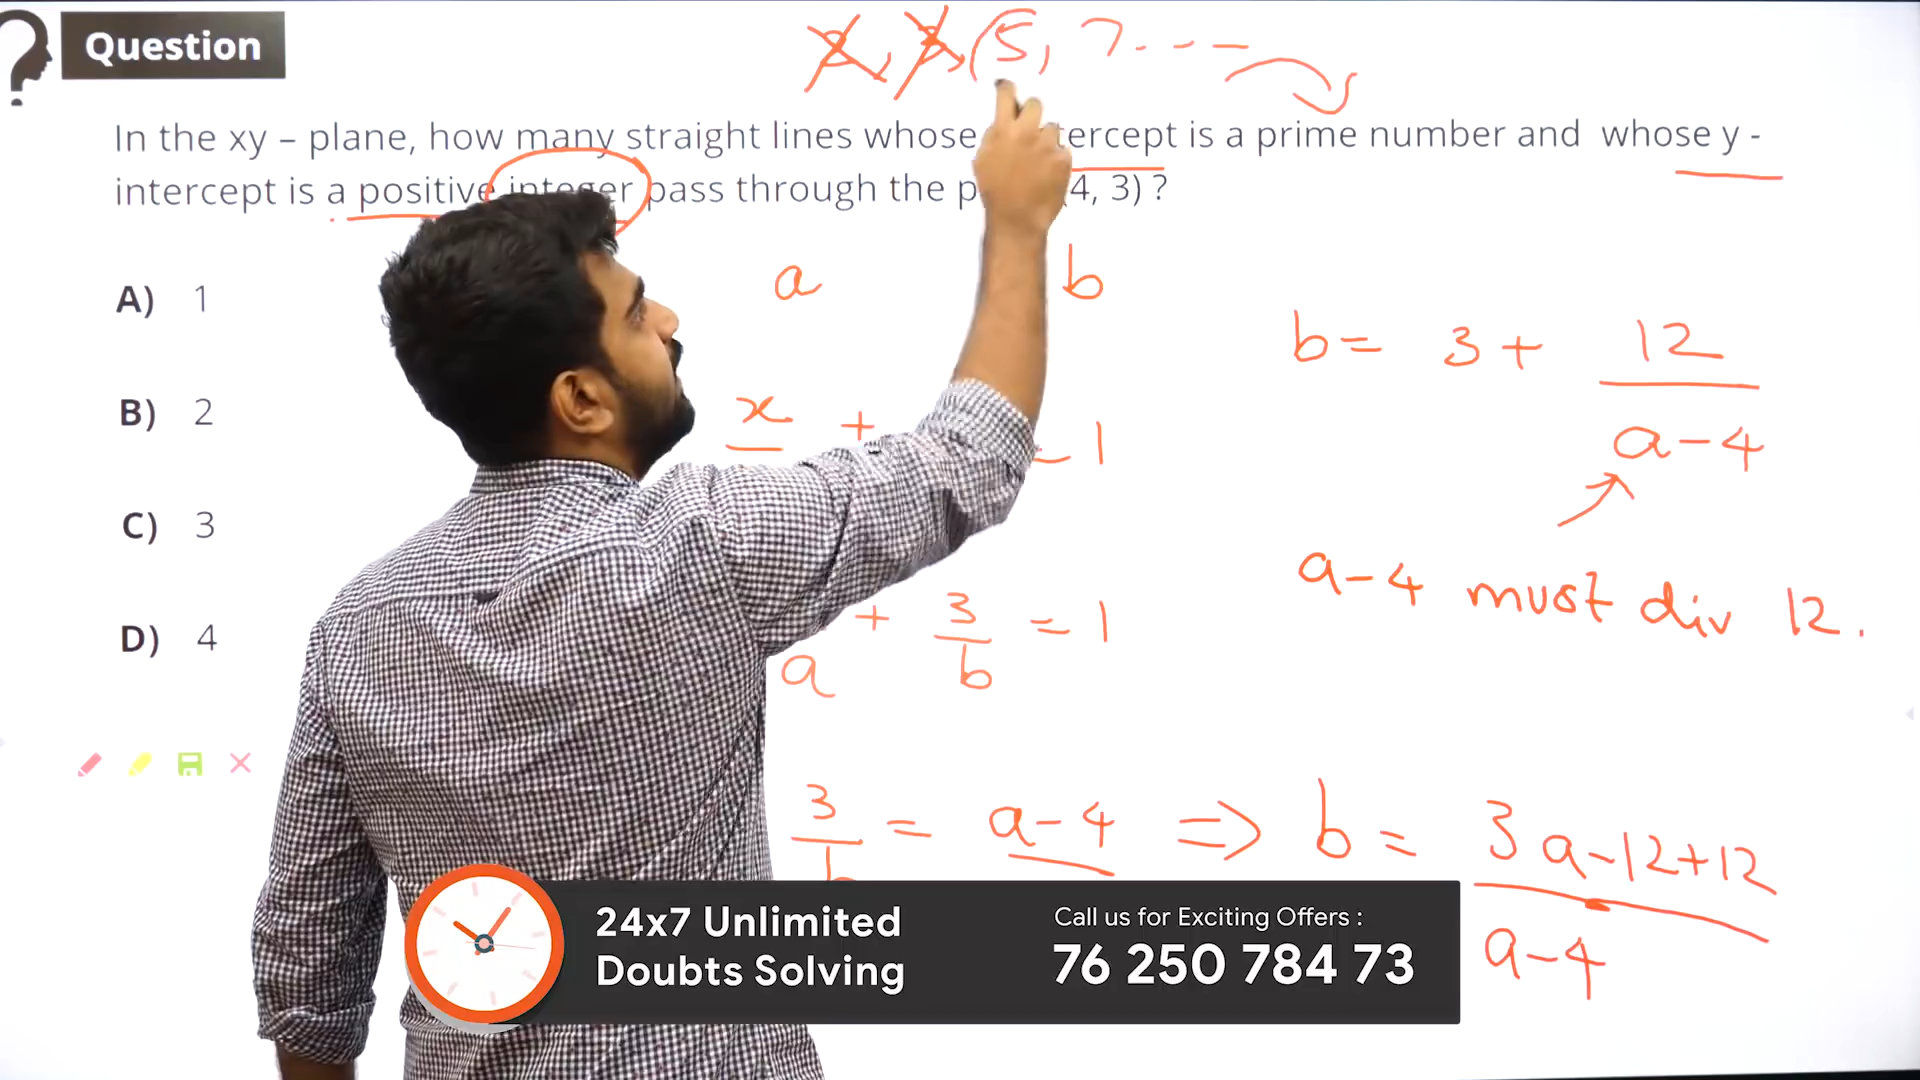 Question
2, 3, (5, 7 - - -
In the xy – plane, how many straight lines whose is a prime number and whose y -
intercept is a positive integer pass through the (4, 3) ?
a b
A) 1
b = 3 + 12
a-4
B) 2
x + = 1
C) 3
a-4 must div 12.
+ 3 = 1
a b
D) 4
3 = a-4 ⇒ b = 3a-12+12
a-4
24x7 Unlimited
Doubts Solving
Call us for Exciting Offers :
76 250 784 73